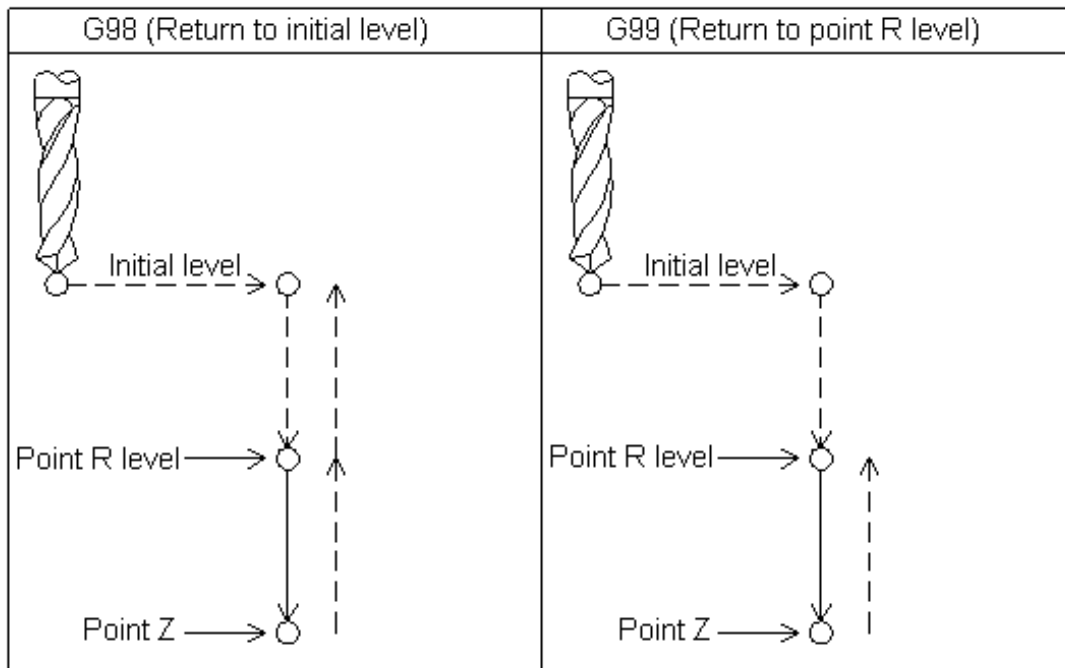 G98 (Return to initial level)
G99 (Return to point R level)
Initial level
Point R level
Point Z
Initial level
Point R level
Point Z